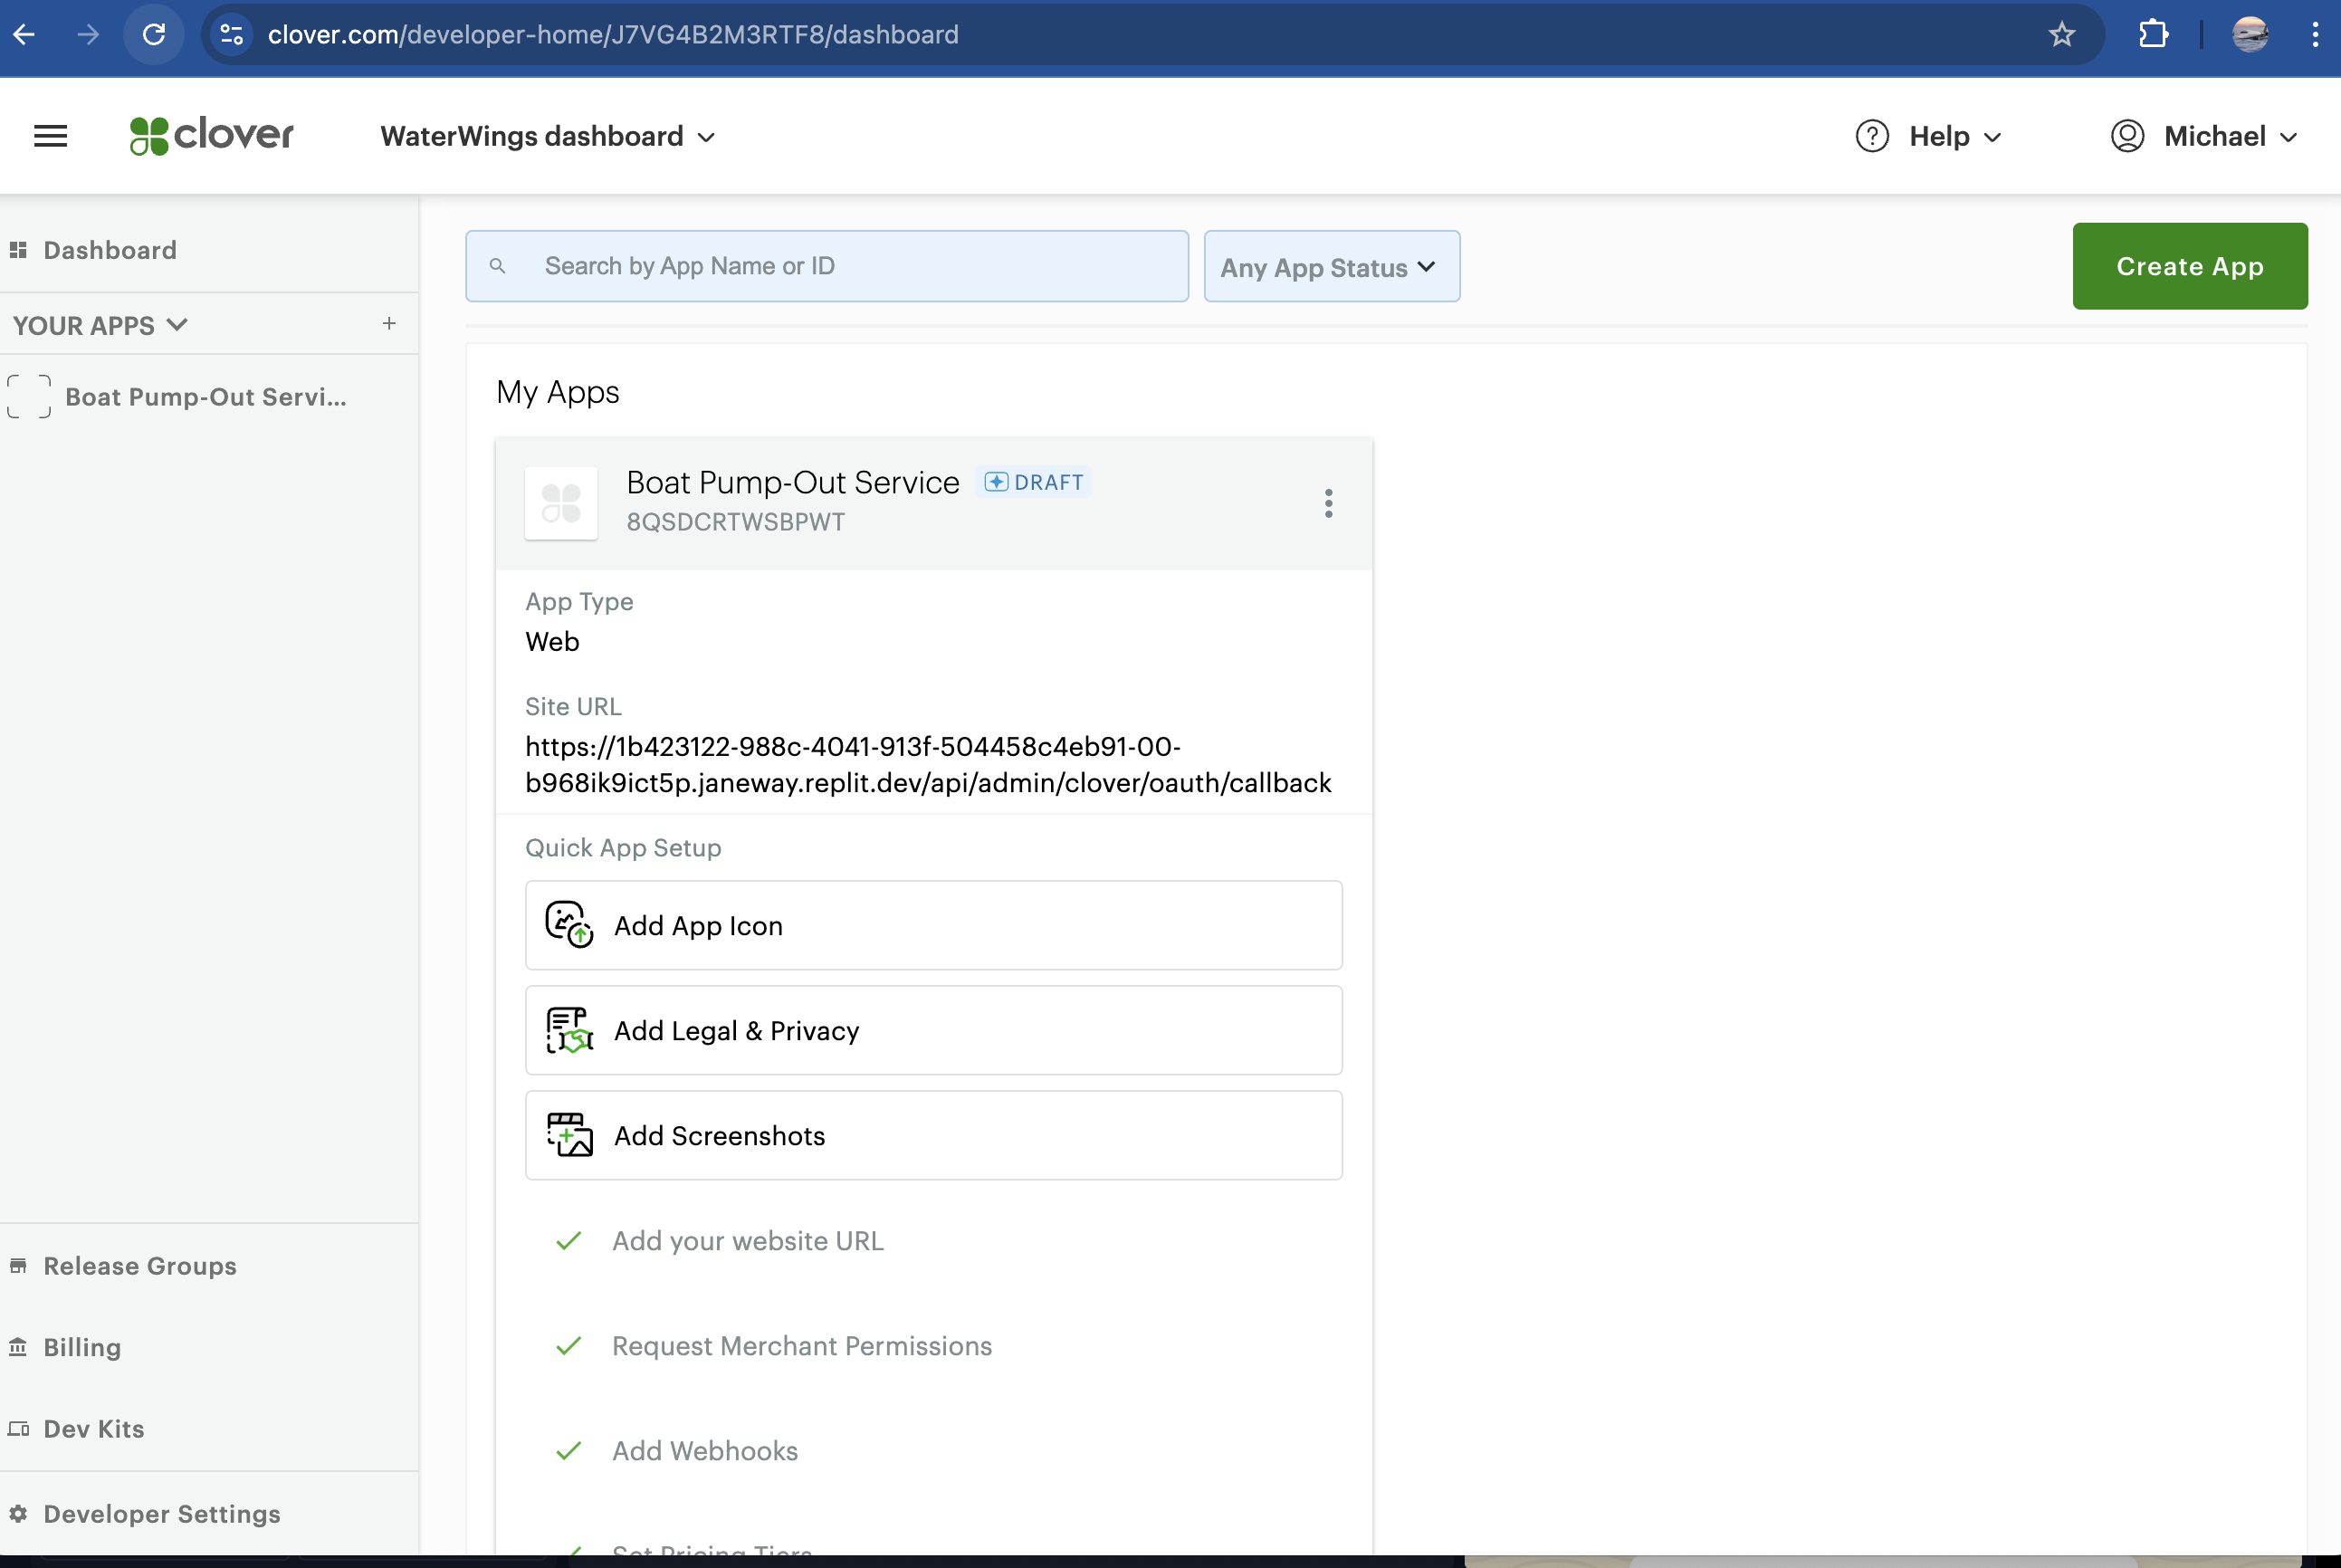 clover.com/developer-home/J7VG4B2M3RTF8/dashboard
clover
WaterWings dashboard
Help
Michael
Dashboard
YOUR APPS
+
Boat Pump-Out Servi...
Release Groups
Billing
Dev Kits
Developer Settings
Search by App Name or ID
Any App Status
Create App
My Apps
Boat Pump-Out Service
DRAFT
8QSDCRTWSBPWT
App Type
Web
Site URL
https://1b423122-988c-4041-913f-504458c4eb91-00-
b968ik9ict5p.janeway.replit.dev/api/admin/clover/oauth/callback
Quick App Setup
Add App Icon
Add Legal & Privacy
Add Screenshots
Add your website URL
Request Merchant Permissions
Add Webhooks
Set Pricing Tiers